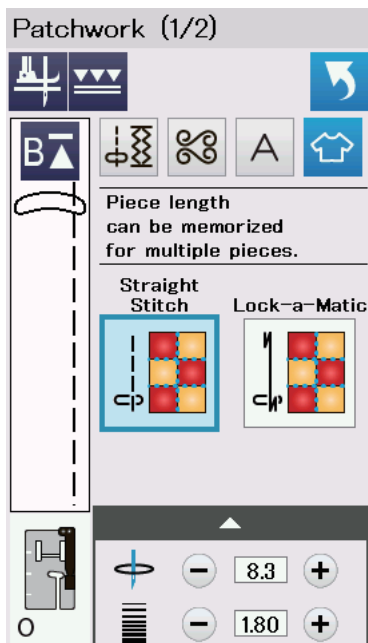 Patchwork (1/2)
B
A
Piece length
can be memorized
for multiple pieces.
Straight
Stitch
Lock-a-Matic
8.3
1.80
O